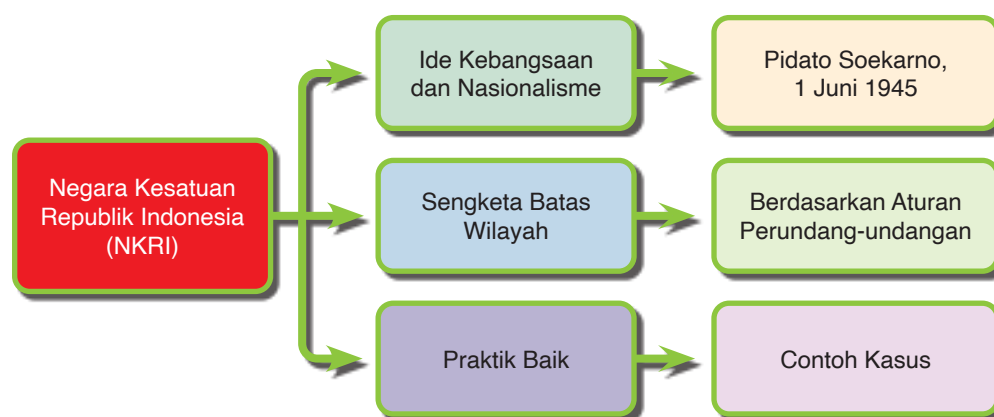 Negara Kesatuan
Republik Indonesia
(NKRI)
Ide Kebangsaan
dan Nasionalisme
Pidato Soekarno,
1 Juni 1945
Sengketa Batas
Wilayah
Berdasarkan Aturan
Perundang-undangan
Praktik Baik
Contoh Kasus